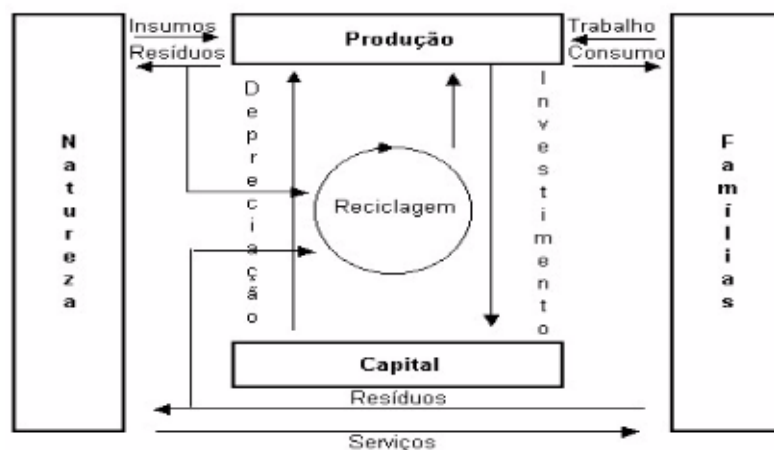 Insumos
Resíduos
Produção
Trabalho
Consumo
Natureza
Depreciação
Reciclagem
Investimento
Famílias
Capital
Resíduos
Serviços